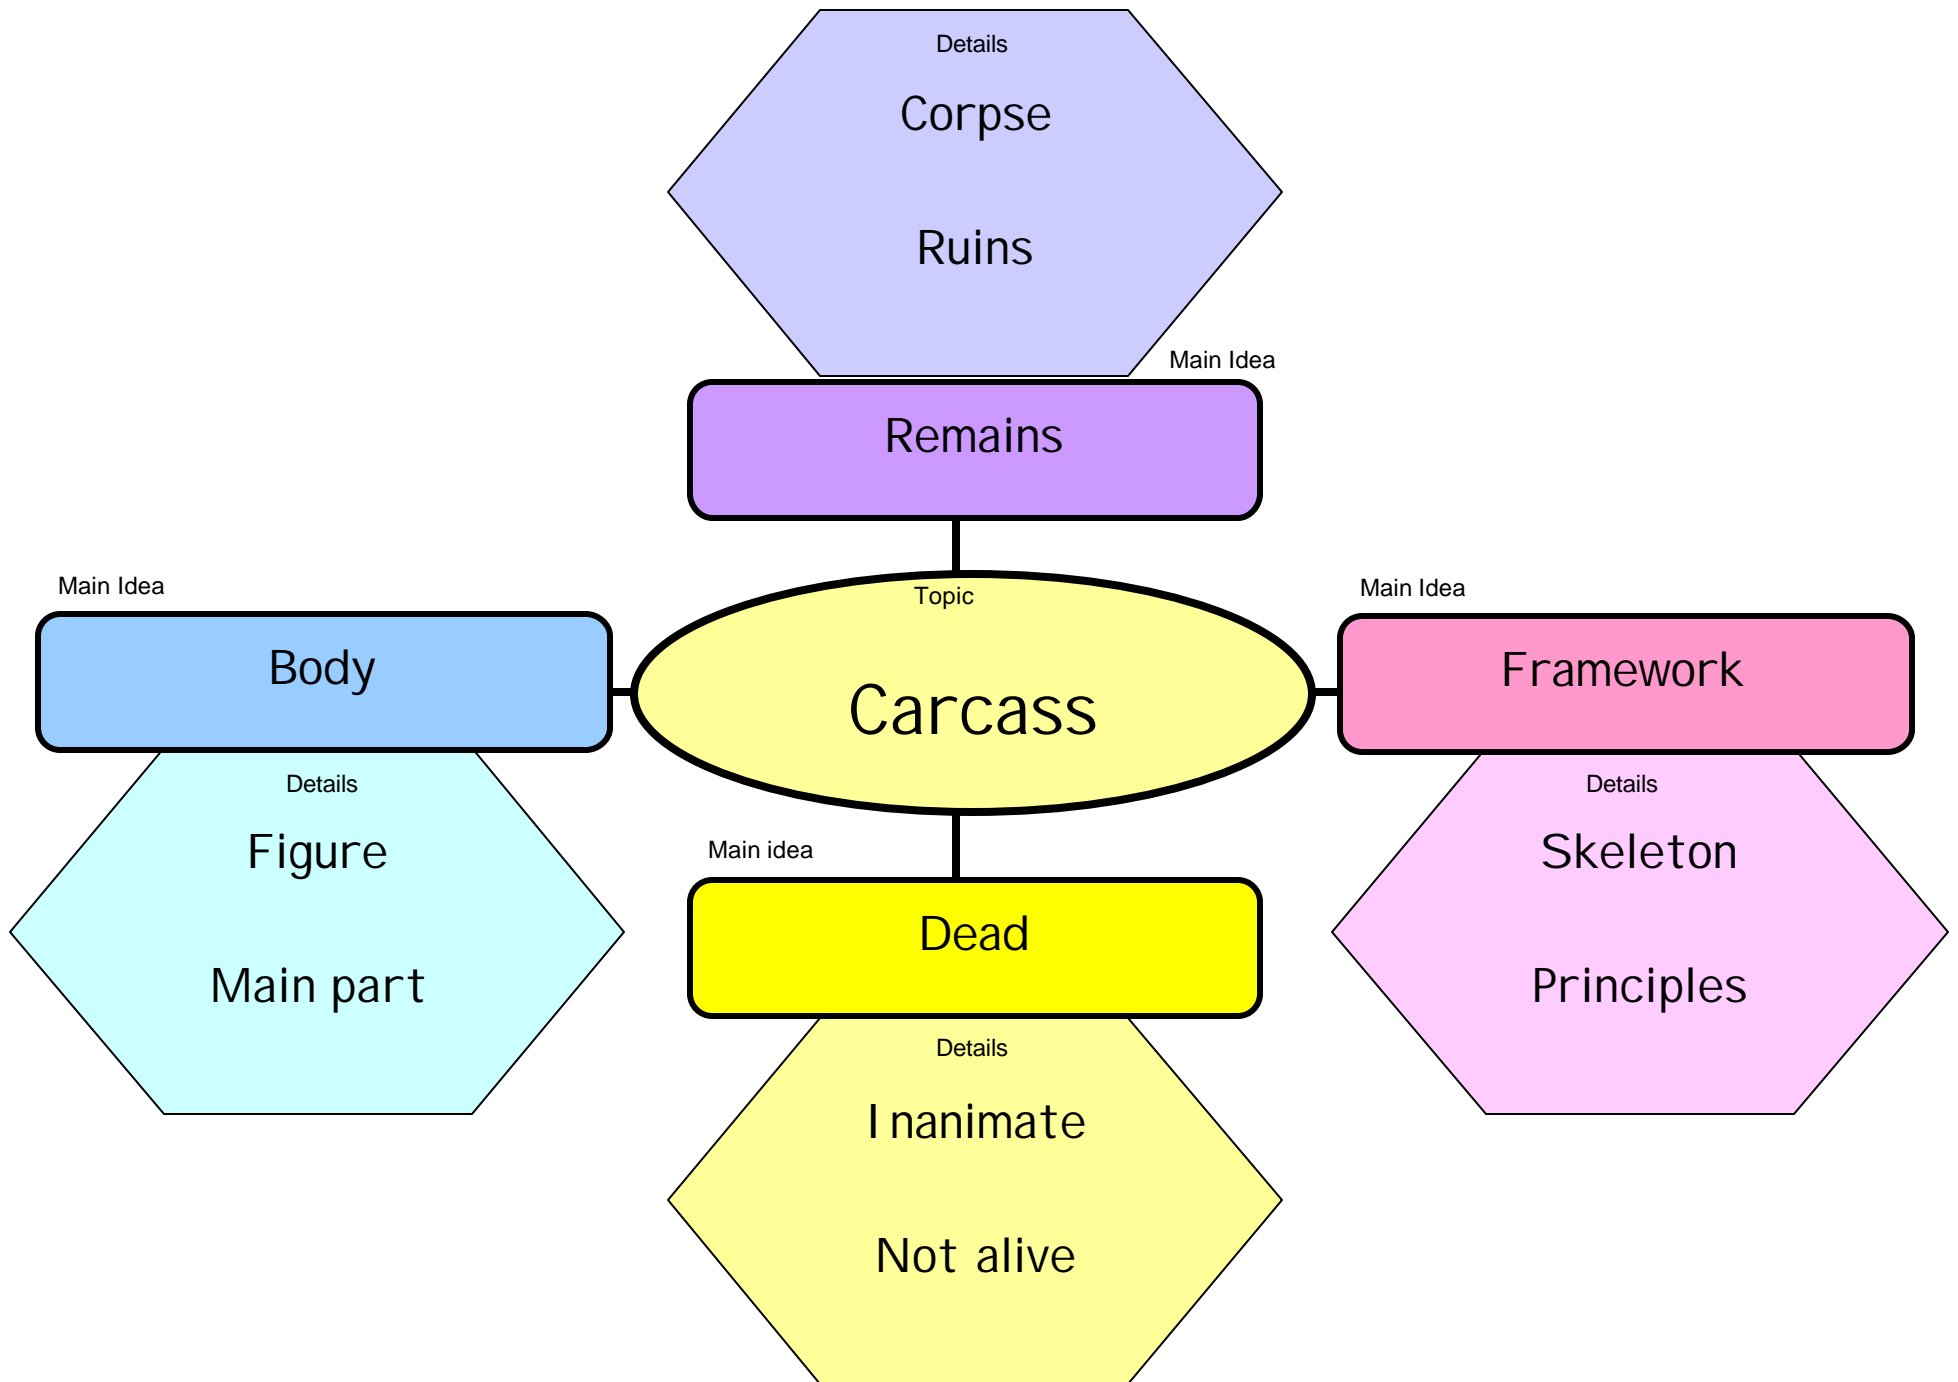 Details
Corpse
Ruins
Main Idea
Remains
Main Idea
Body
Details
Figure
Main part
Topic
Carcass
Main Idea
Framework
Details
Skeleton
Principles
Main idea
Dead
Details
Inanimate
Not alive